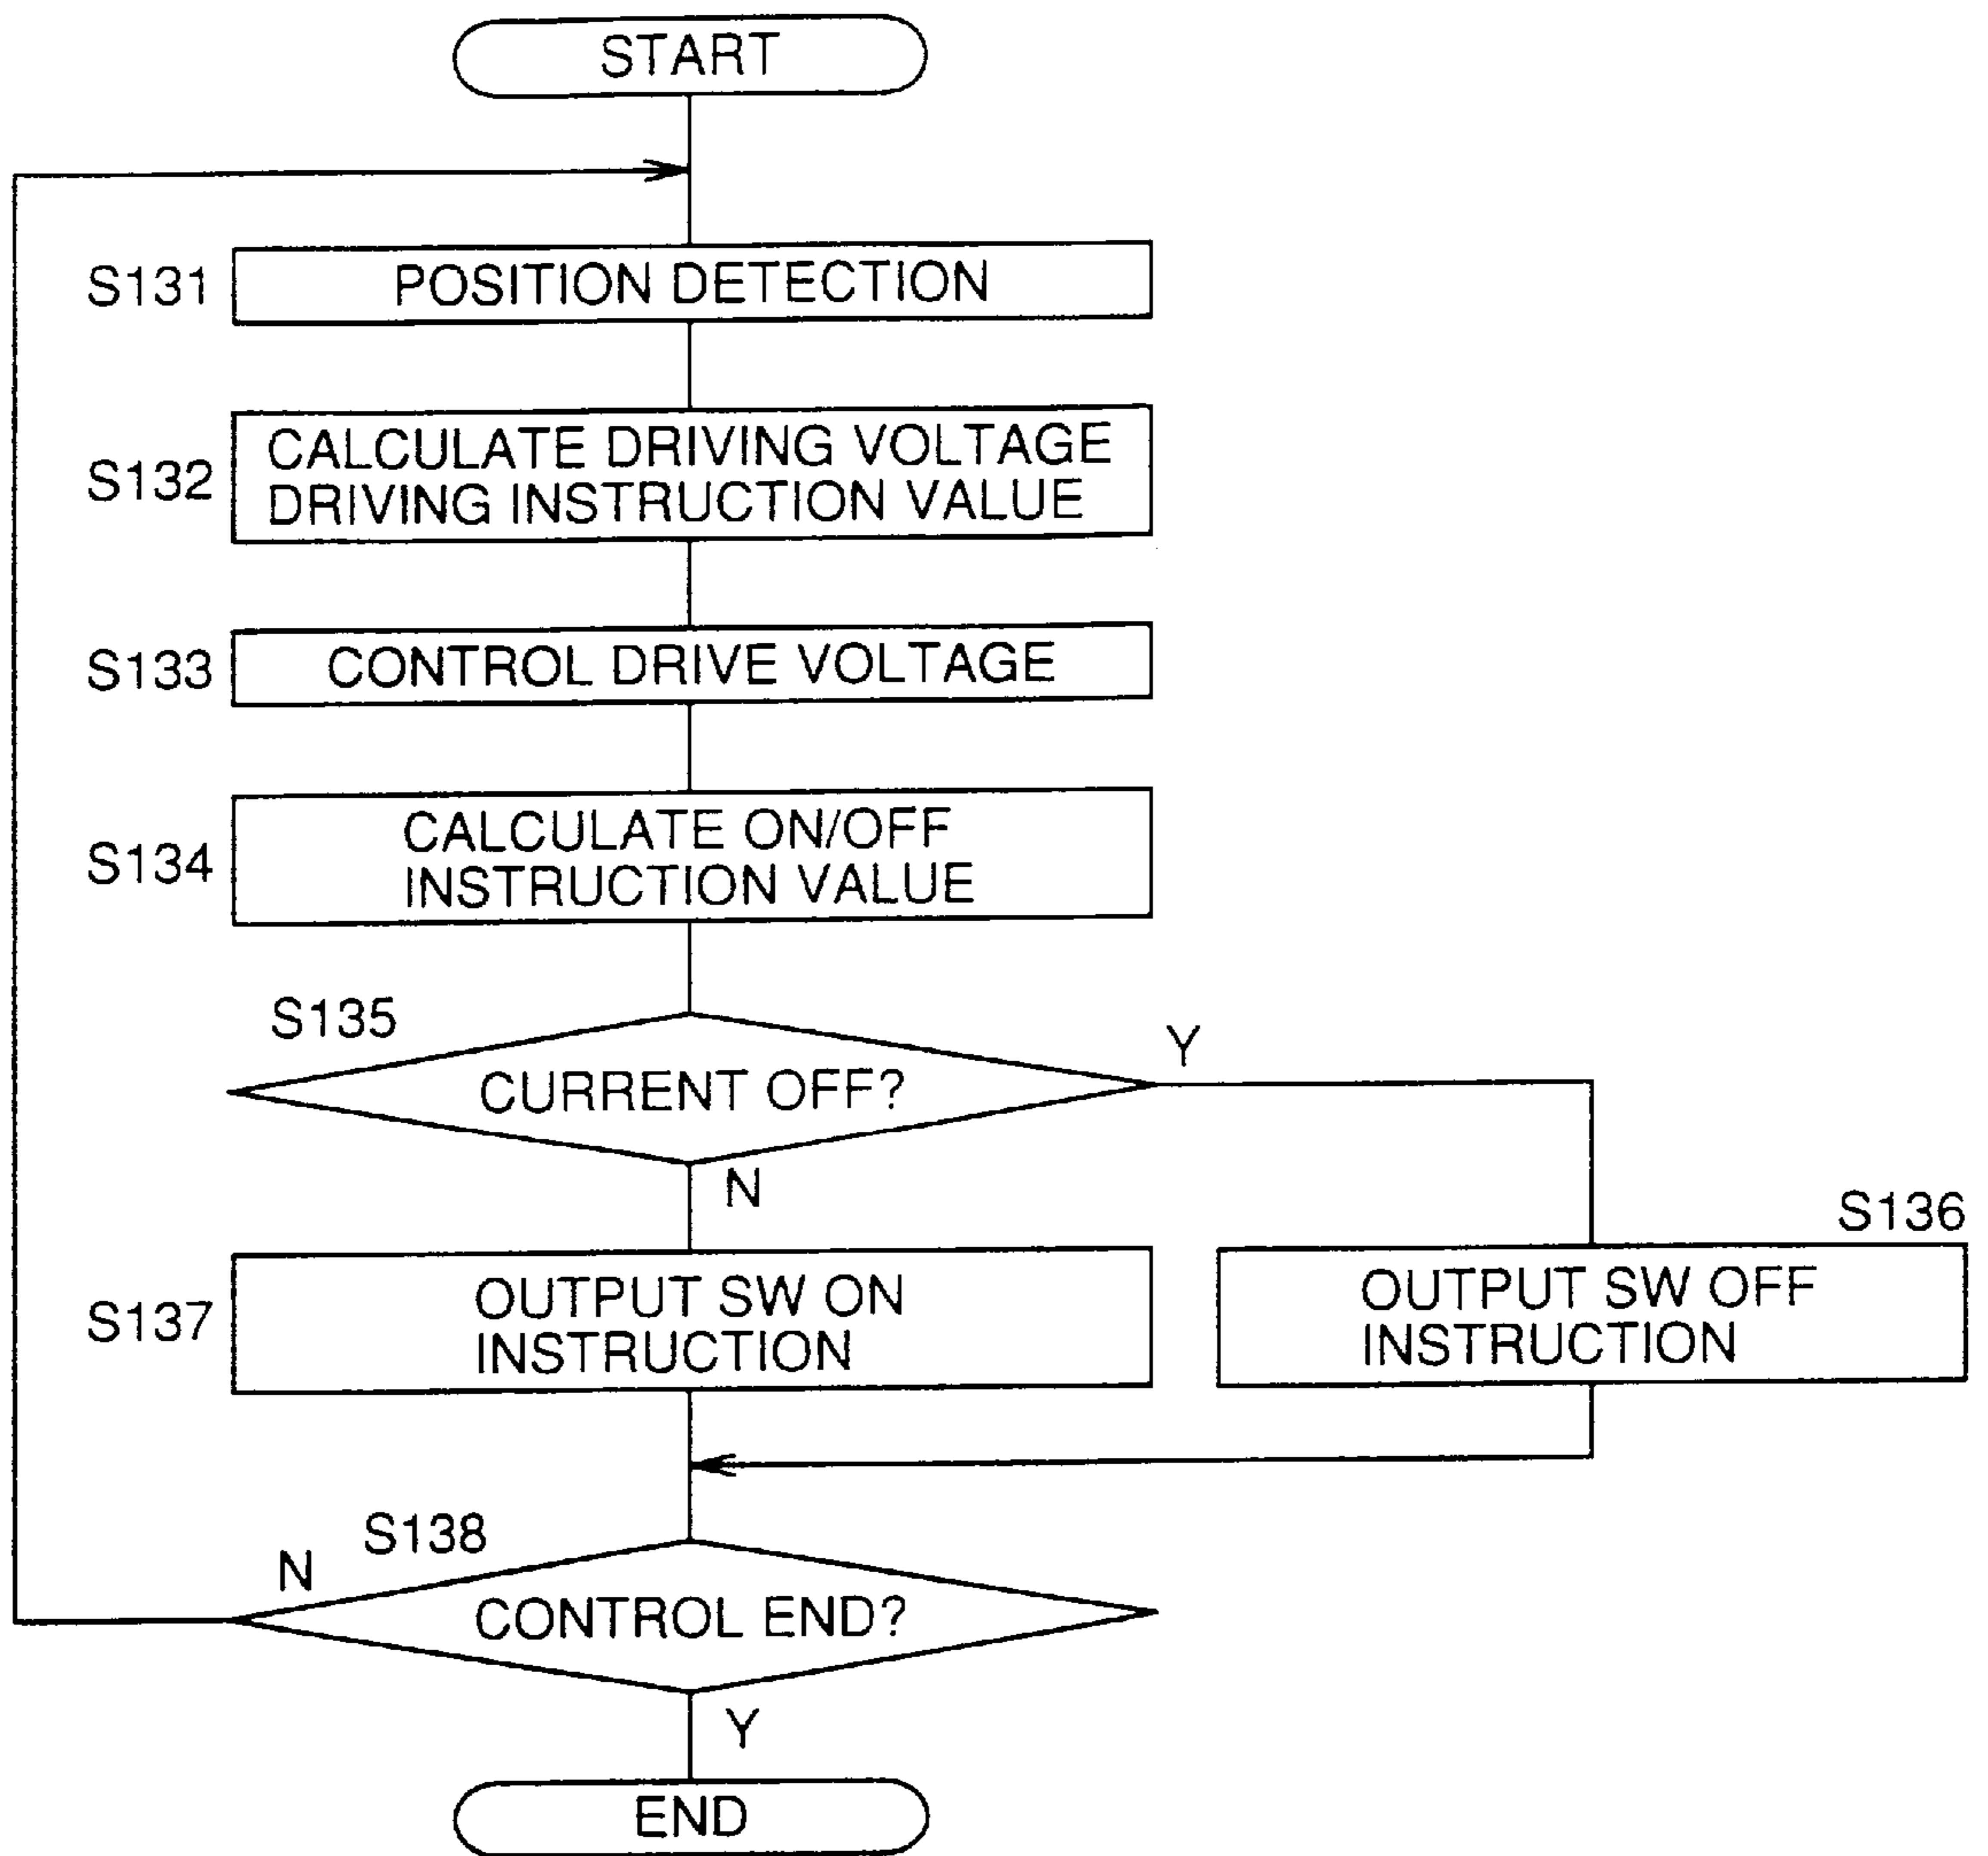 START
S131
POSITION DETECTION
S132
CALCULATE DRIVING VOLTAGE
DRIVING INSTRUCTION VALUE
S133
CONTROL DRIVE VOLTAGE
S134
CALCULATE ON/OFF
INSTRUCTION VALUE
S135
CURRENT OFF?
Y
N
S136
S137
OUTPUT SW ON
INSTRUCTION
OUTPUT SW OFF
INSTRUCTION
S138
N
CONTROL END?
Y
END